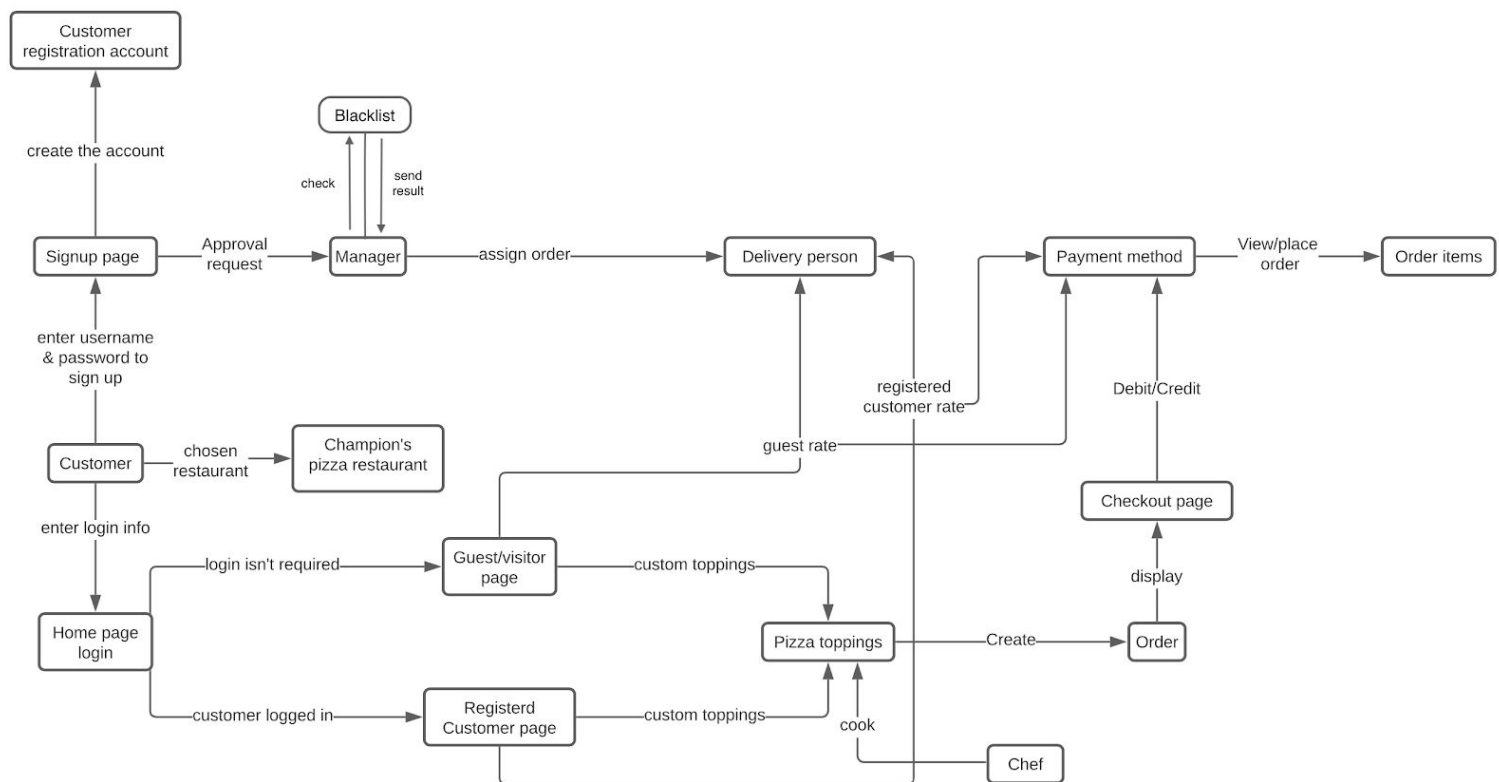 Customer
registration account
Blacklist
create the account
check
send
result
Signup page
Approval
request
Manager
assign order
Delivery person
Payment method
View/place
order
Order items
enter username
& password to
sign up
registered
customer rate
Debit/Credit
guest rate
Customer
chosen
restaurant
Champion's
pizza restaurant
Checkout page
enter login info
login isn't required
Guest/visitor
page
custom toppings
display
Home page
login
Pizza toppings
Create
Order
customer logged in
Registerd
Customer page
custom toppings
cook
Chef